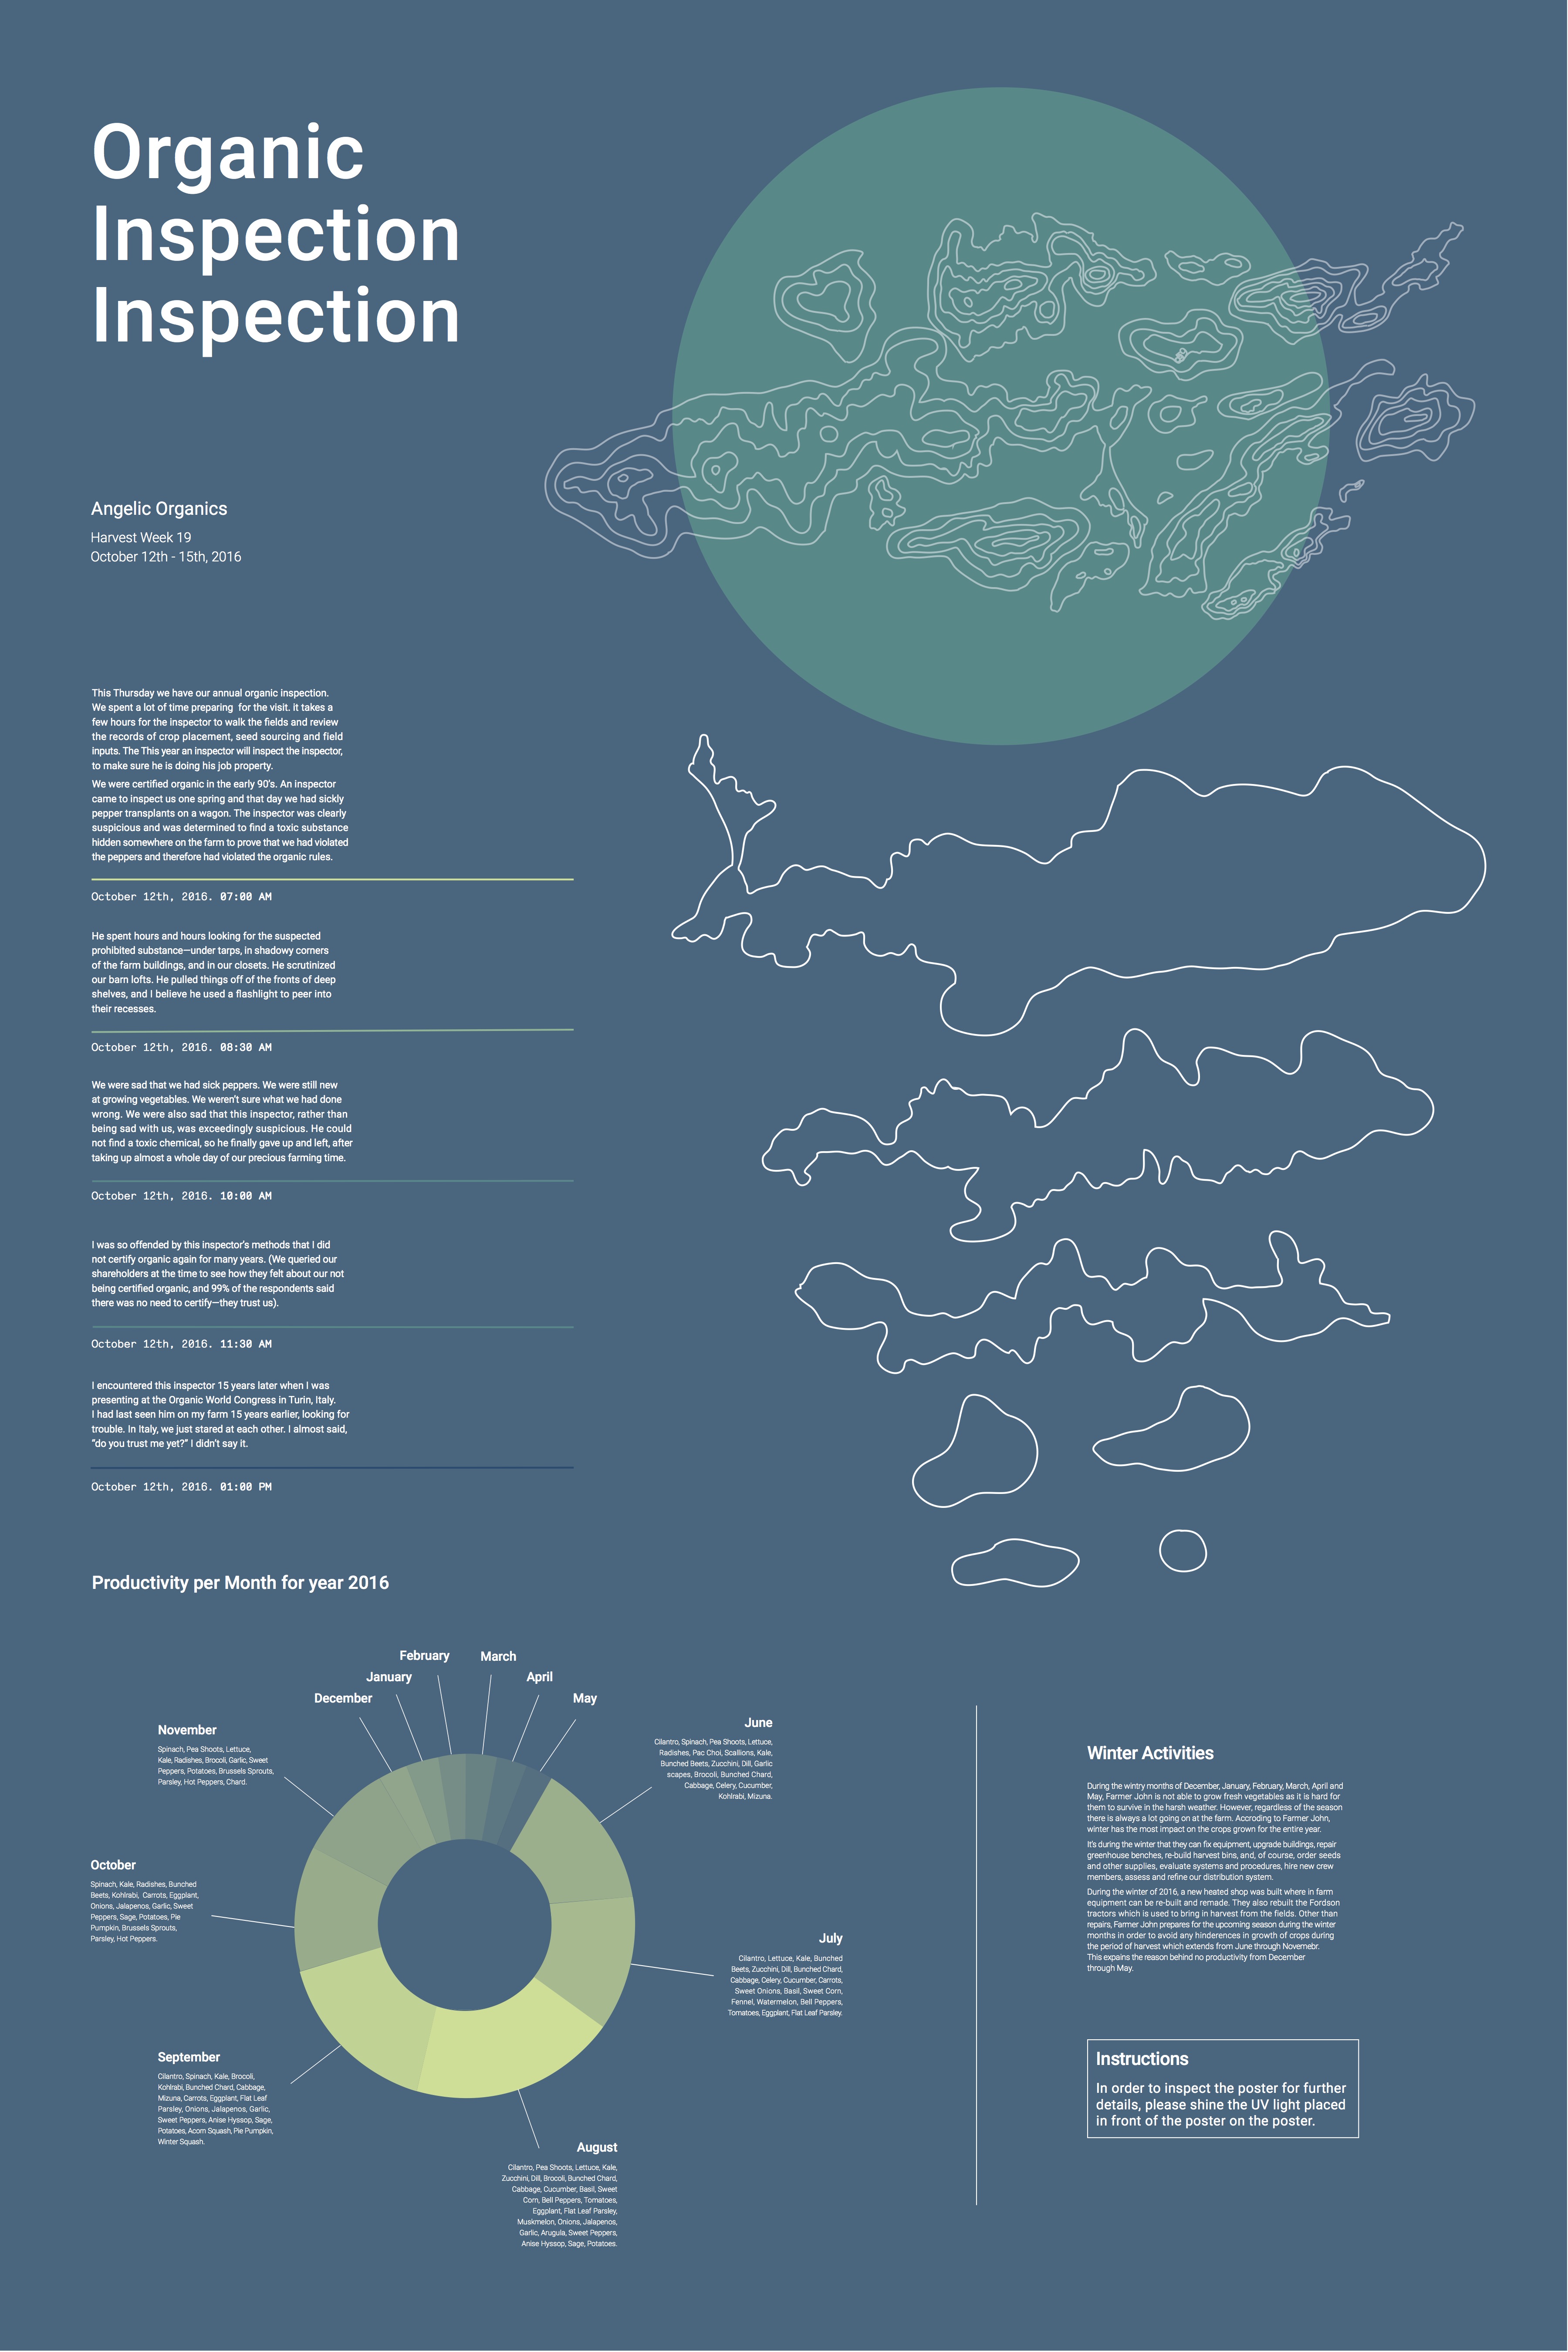 Organic
Inspection
Inspection
Angelic Organics
Harvest Week 19
October 12th - 15th, 2016
This Thursday we have our annual organic inspection.
We spent a lot of time preparing  for the visit. it takes a
few hours for the inspector to walk the fields and review
the records of crop placement, seed sourcing and field
inputs. The This year an inspector will inspect the inspector,
to make sure he is doing his job property.
We were certified organic in the early 90's. An inspector
came to inspect us one spring and that day we had sickly
pepper transplants on a wagon. The inspector was clearly
suspicious and was determined to find a toxic substance
hidden somewhere on the farm to prove that we had violated
the peppers and therefore had violated the organic rules.
October 12th, 2016. 07:00 AM
He spent hours and hours looking for the suspected
prohibited substance—under tarps, in shadowy corners
of the farm buildings, and in our closets. He scrutinized
our barn lofts. He pulled things off of the fronts of deep
shelves, and I believe he used a flashlight to peer into
their recesses.
October 12th, 2016. 08:30 AM
We were sad that we had sick peppers. We were still new
at growing vegetables. We weren't sure what we had done
wrong. We were also sad that this inspector, rather than
being sad with us, was exceedingly suspicious. He could
not find a toxic chemical, so he finally gave up and left, after
taking up almost a whole day of our precious farming time.
October 12th, 2016. 10:00 AM
I was so offended by this inspector's methods that I did
not certify organic again for many years. (We queried our
shareholders at the time to see how they felt about our not
being certified organic, and 99% of the respondents said
there was no need to certify—they trust us).
October 12th, 2016. 11:30 AM
I encountered this inspector 15 years later when I was
presenting at the Organic World Congress in Turin, Italy.
I had last seen him on my farm 15 years earlier, looking for
trouble. In Italy, we just stared at each other. I almost said,
"do you trust me yet?" I didn't say it.
October 12th, 2016. 01:00 PM
Productivity per Month for year 2016
February
March
January
April
December
May
November
Spinach, Pea Shoots, Lettuce,
Kale, Radishes, Brocoli, Garlic, Sweet
Peppers, Potatoes, Brussels Sprouts,
Parsley, Hot Peppers, Chard.
June
Cilantro, Spinach, Pea Shoots, Lettuce,
Radishes, Pac Choi, Scallions, Kale,
Bunched Beets, Zucchini, Dill, Garlic
scapes, Brocoli, Bunched Chard,
Cabbage, Celery, Cucumber,
Kohlrabi, Mizuna.
October
Spinach, Kale, Radishes, Bunched
Beets, Kohlrabi,  Carrots, Eggplant,
Onions, Jalapenos, Garlic, Sweet
Peppers, Sage, Potatoes, Pie
Pumpkin, Brussels Sprouts,
Parsley, Hot Peppers.
July
Cilantro, Lettuce, Kale, Bunched
Beets, Zucchini, Dill, Bunched Chard,
Cabbage, Celery, Cucumber, Carrots,
Sweet Onions, Basil, Sweet Corn,
Fennel, Watermelon, Bell Peppers,
Tomatoes, Eggplant, Flat Leaf Parsley.
September
Cilantro, Spinach, Kale, Brocoli,
Kohlrabi, Bunched Chard, Cabbage,
Mizuna, Carrots, Eggplant, Flat Leaf
Parsley, Onions, Jalapenos, Garlic,
Sweet Peppers, Anise Hyssop, Sage,
Potatoes, Acorn Squash, Pie Pumpkin,
Winter Squash.
August
Cilantro, Pea Shoots, Lettuce, Kale,
Zucchini, Dill, Brocoli, Bunched Chard,
Cabbage, Cucumber, Basil, Sweet
Corn, Bell Peppers, Tomatoes,
Eggplant, Flat Leaf Parsley,
Muskmelon, Onions, Jalapenos,
Garlic, Arugula, Sweet Peppers,
Anise Hyssop, Sage, Potatoes.
Winter Activities
During the wintry months of December, January, February, March, April and
May, Farmer John is not able to grow fresh vegetables as it is hard for
them to survive in the harsh weather. However, regardless of the season
there is always a lot going on at the farm. Accroding to Farmer John,
winter has the most impact on the crops grown for the entire year.
It's during the winter that they can fix equipment, upgrade buildings, repair
greenhouse benches, re-build harvest bins, and, of course, order seeds
and other supplies, evaluate systems and procedures, hire new crew
members, assess and refine our distribution system.
During the winter of 2016, a new heated shop was built where in farm
equipment can be re-built and remade. They also rebuilt the Fordson
tractors which is used to bring in harvest from the fields. Other than
repairs, Farmer John prepares for the upcoming season during the winter
months in order to avoid any hinderences in growth of crops during
the period of harvest which extends from June through Novemebr.
This expains the reason behind no productivity from December
through May.
Instructions
In order to inspect the poster for further
details, please shine the UV light placed
in front of the poster on the poster.